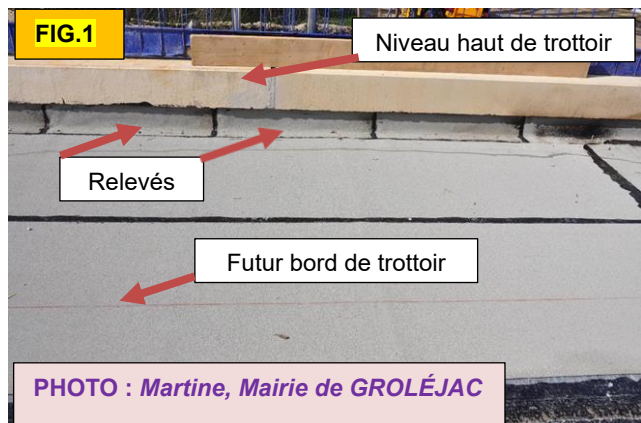 FIG.1
Niveau haut de trottoir
Relevés
Futur bord de trottoir
PHOTO : Martine, Mairie de GROLÉJAC